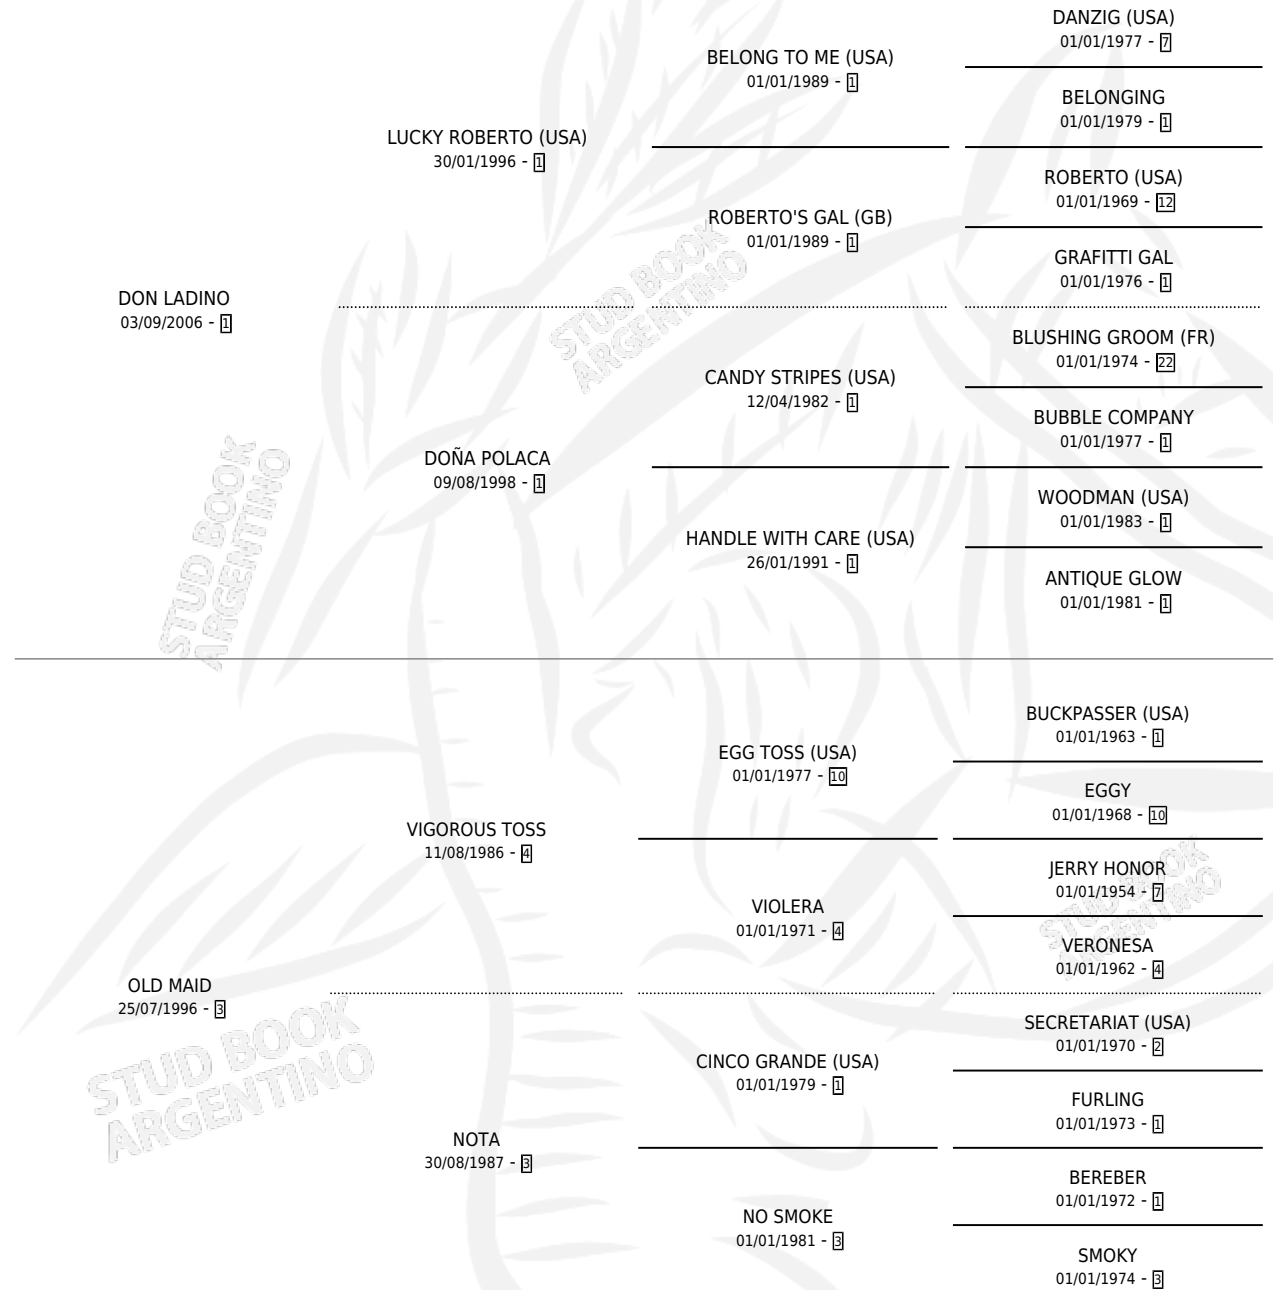 DANZIG (USA)
01/01/1977 - 7
BELONG TO ME (USA)
01/01/1989 - 1
BELONGING
01/01/1979 - 1
LUCKY ROBERTO (USA)
30/01/1996 - 1
ROBERTO (USA)
01/01/1969 - 12
ROBERTO'S GAL (GB)
01/01/1989 - 1
GRAFITTI GAL
01/01/1976 - 1
DON LADINO
03/09/2006 - 1
STUD BOOK
ARGENTINO
BLUSHING GROOM (FR)
01/01/1974 - 22
CANDY STRIPES (USA)
12/04/1982 - 1
BUBBLE COMPANY
01/01/1977 - 1
DOÑA POLACA
09/08/1998 - 1
WOODMAN (USA)
01/01/1983 - 1
HANDLE WITH CARE (USA)
26/01/1991 - 1
ANTIQUE GLOW
01/01/1981 - 1
STUD BOOK
ARGENTINO
BUCKPASSER (USA)
01/01/1963 - 1
EGG TOSS (USA)
01/01/1977 - 10
EGGY
01/01/1968 - 10
VIGOROUS TOSS
11/08/1986 - 4
JERRY HONOR
01/01/1954 - 7
VIOLERA
01/01/1971 - 4
STUD BOOK
ARGENTINO
VERONESA
01/01/1962 - 4
OLD MAID
25/07/1996 - 3
SECRETARIAT (USA)
01/01/1970 - 2
CINCO GRANDE (USA)
01/01/1979 - 1
STUD BOOK
ARGENTINO
FURLING
01/01/1973 - 1
NOTA
30/08/1987 - 3
BEREBER
01/01/1972 - 1
NO SMOKE
01/01/1981 - 3
SMOKY
01/01/1974 - 3